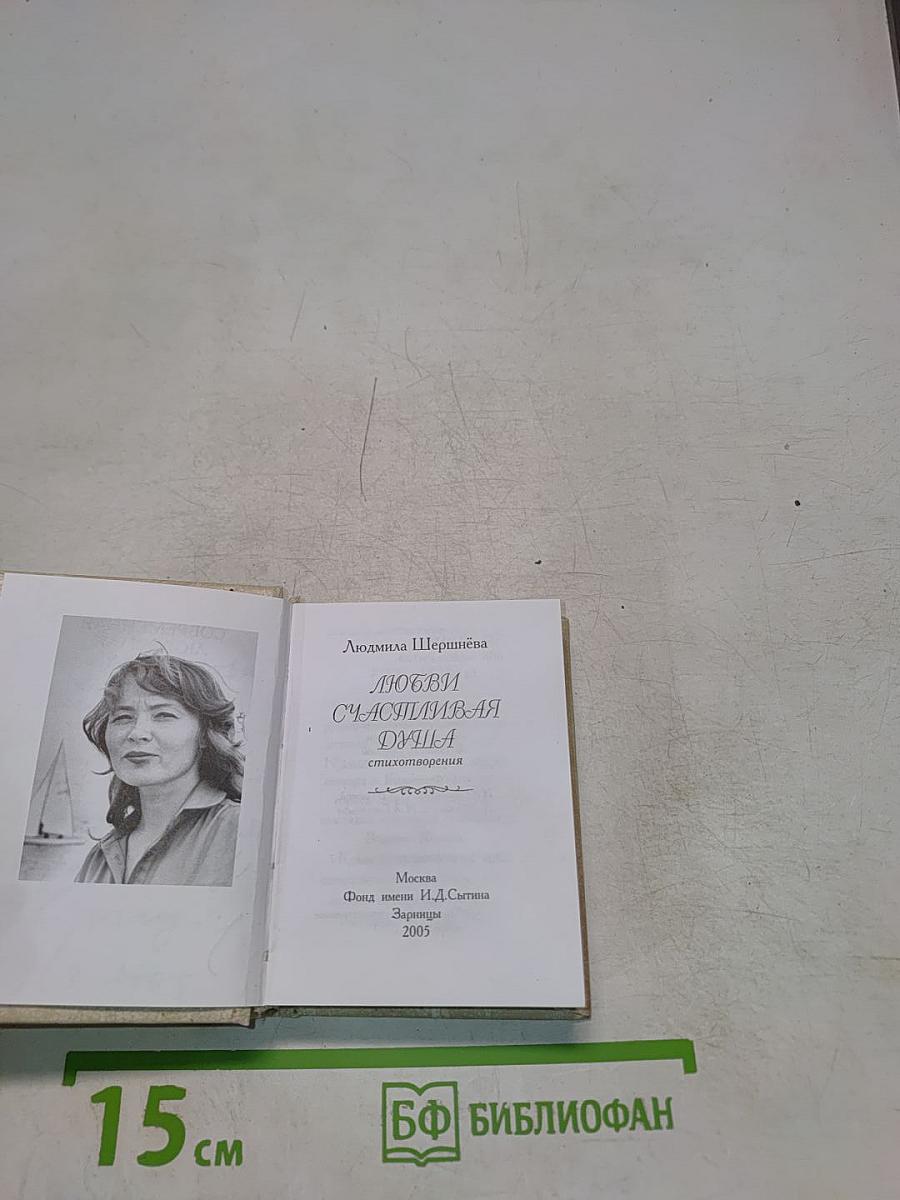 Людмила Шершнёва
ЛЮБВИ
СЧАСТЛИВАЯ
ДУША
стихотворения
Москва
Фонд имени И.Д.Сытина
Зарницы
2005
15 см
БФ БИБЛИОФАН